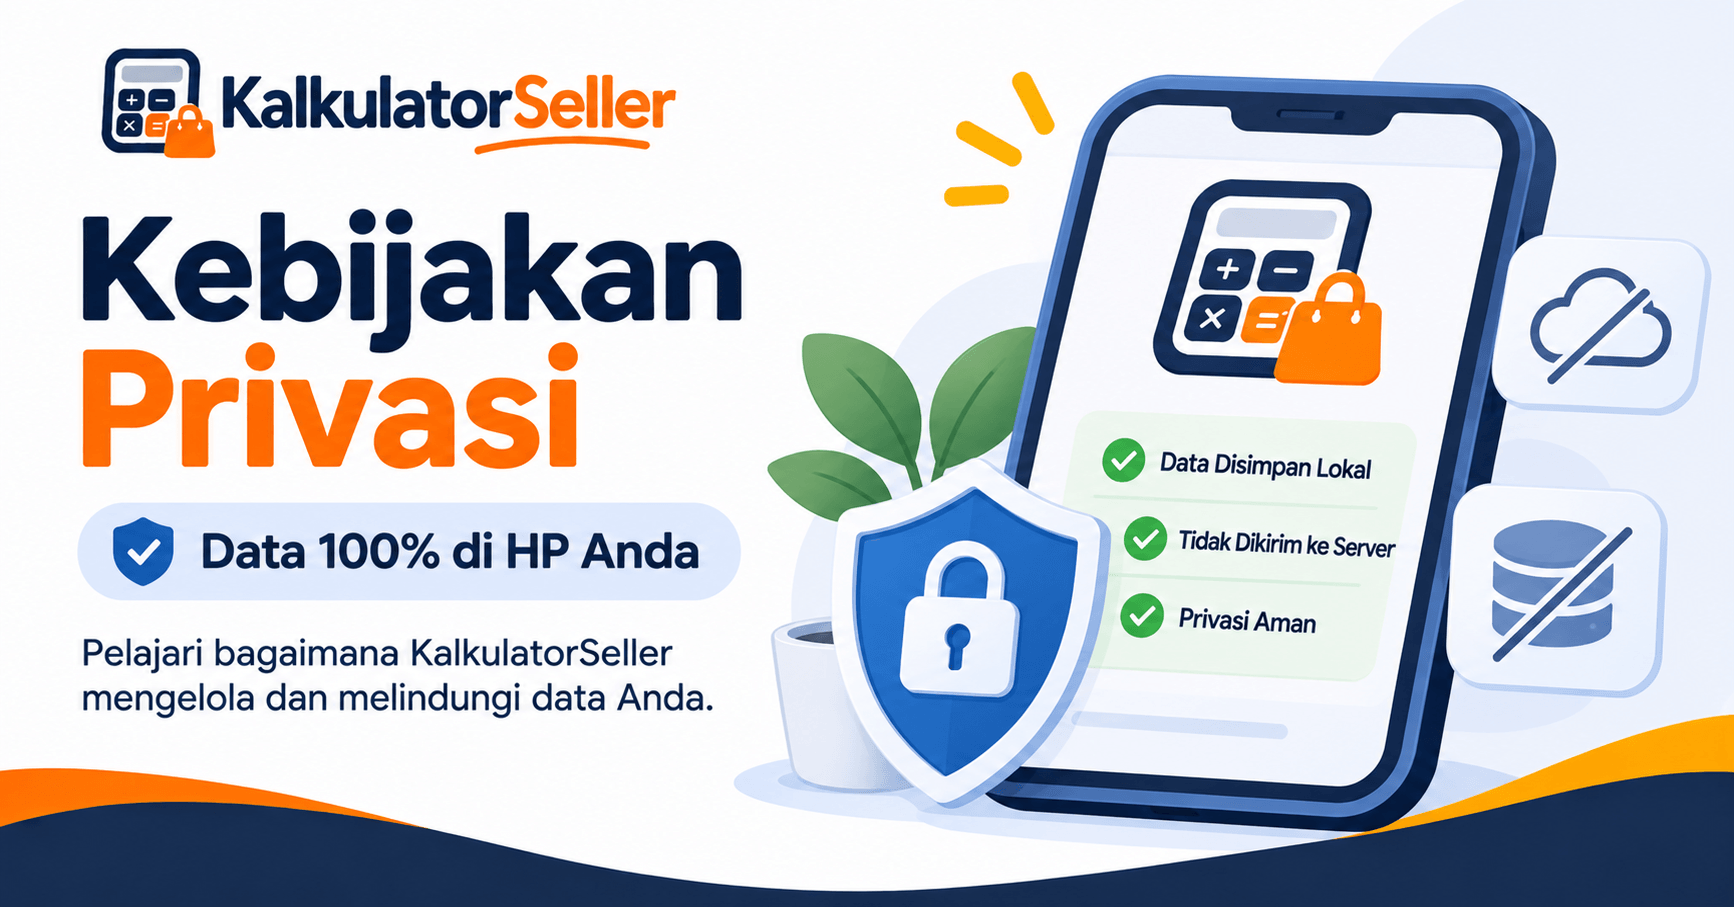 KalkulatorSeller
Kebijakan
Privasi
Data 100% di HP Anda
Pelajari bagaimana KalkulatorSeller
mengelola dan melindungi data Anda.
Data Disimpan Lokal
Tidak Dikirim ke Server
Privasi Aman